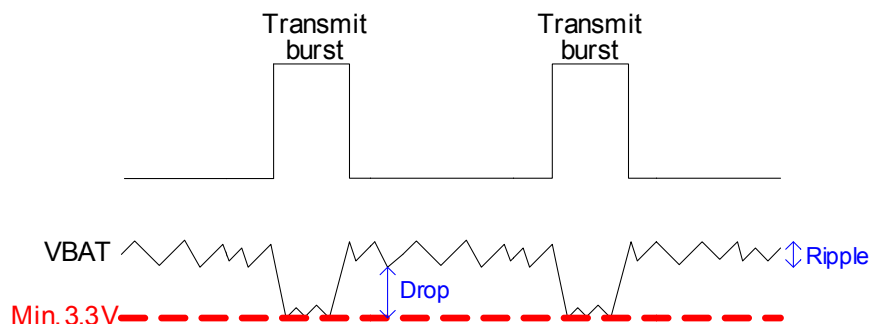 Transmit
burst
Transmit
burst
VBAT
Ripple
Drop
Min. 3.3V